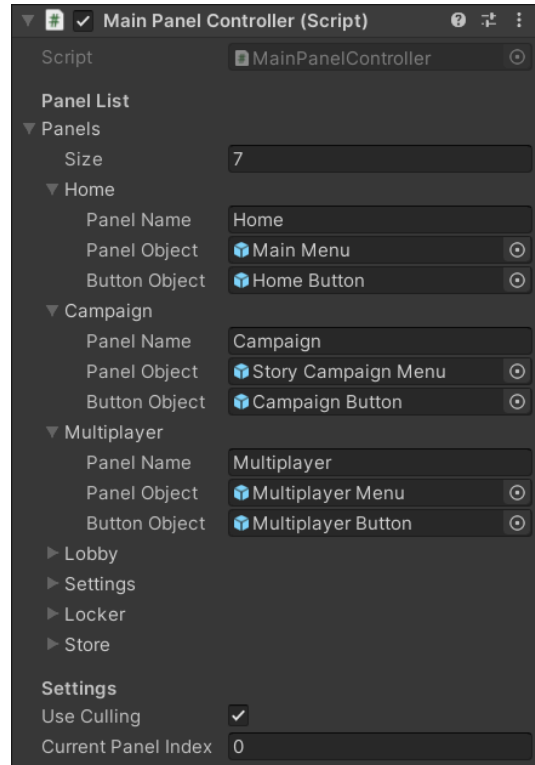 Main Panel Controller (Script)
Script MainPanelController
Panel List
Panels
Size 7
Home
Panel Name Home
Panel Object Main Menu
Button Object Home Button
Campaign
Panel Name Campaign
Panel Object Story Campaign Menu
Button Object Campaign Button
Multiplayer
Panel Name Multiplayer
Panel Object Multiplayer Menu
Button Object Multiplayer Button
Lobby
Settings
Locker
Store
Settings
Use Culling
Current Panel Index 0